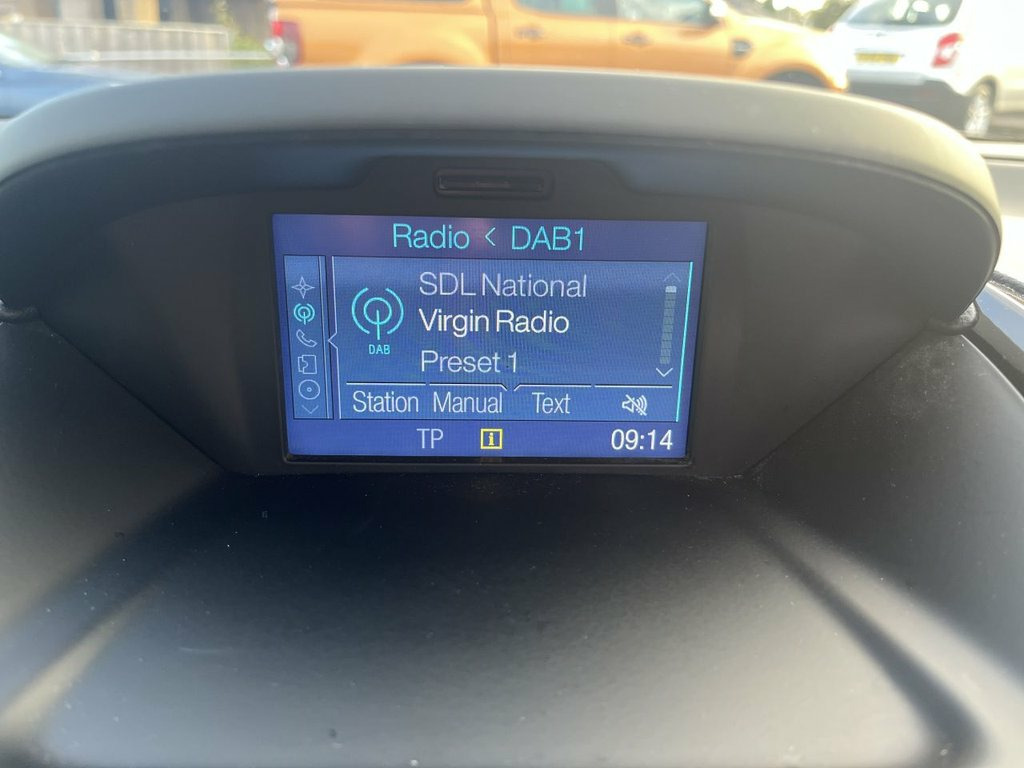 Radio < DAB1
SDL National
Virgin Radio
DAB
Preset 1
Station Manual Text
TP i 09:14